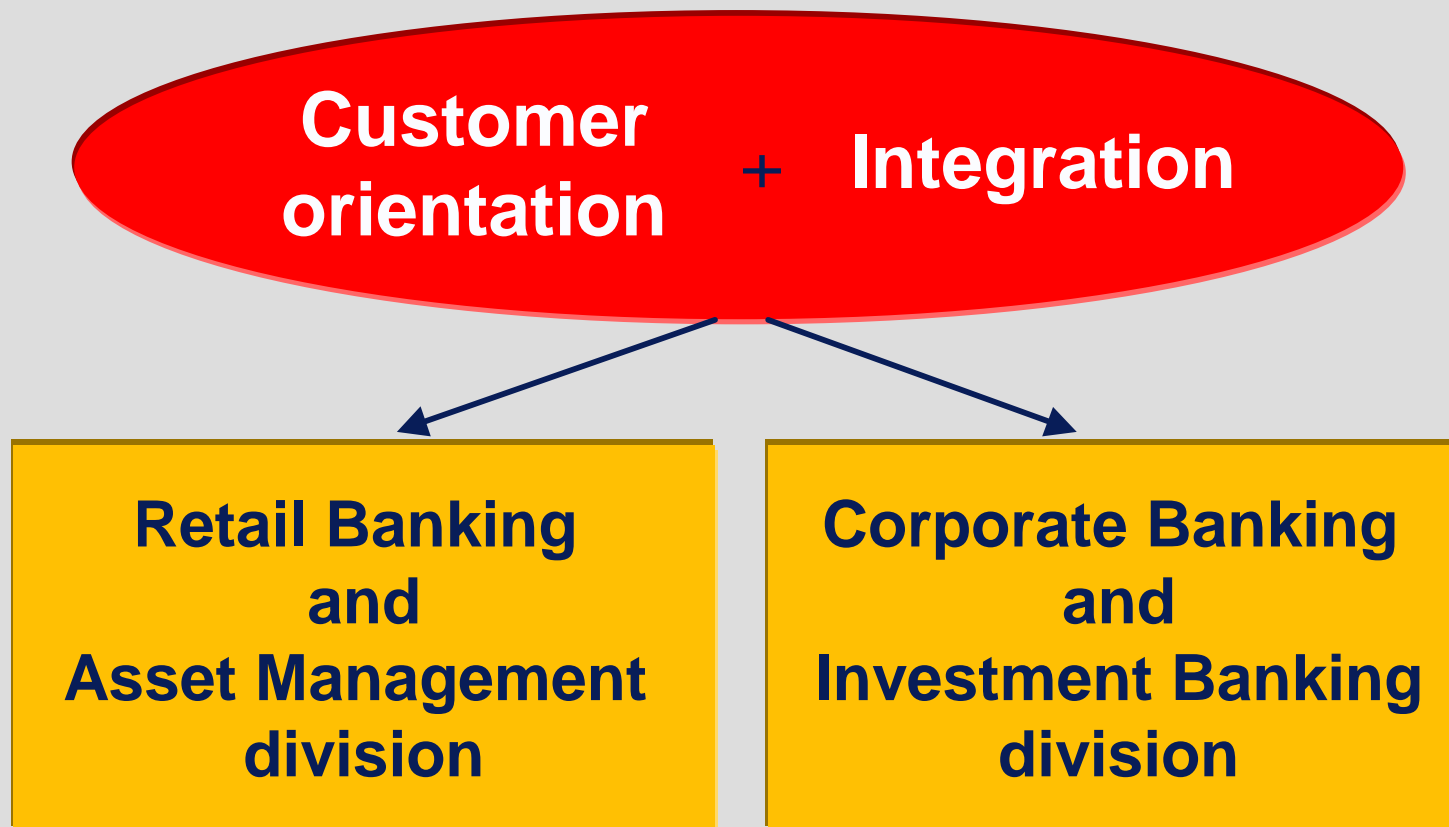 Customer
orientation
+
Integration
Retail Banking
and
Asset Management
division
Corporate Banking
and
Investment Banking
division